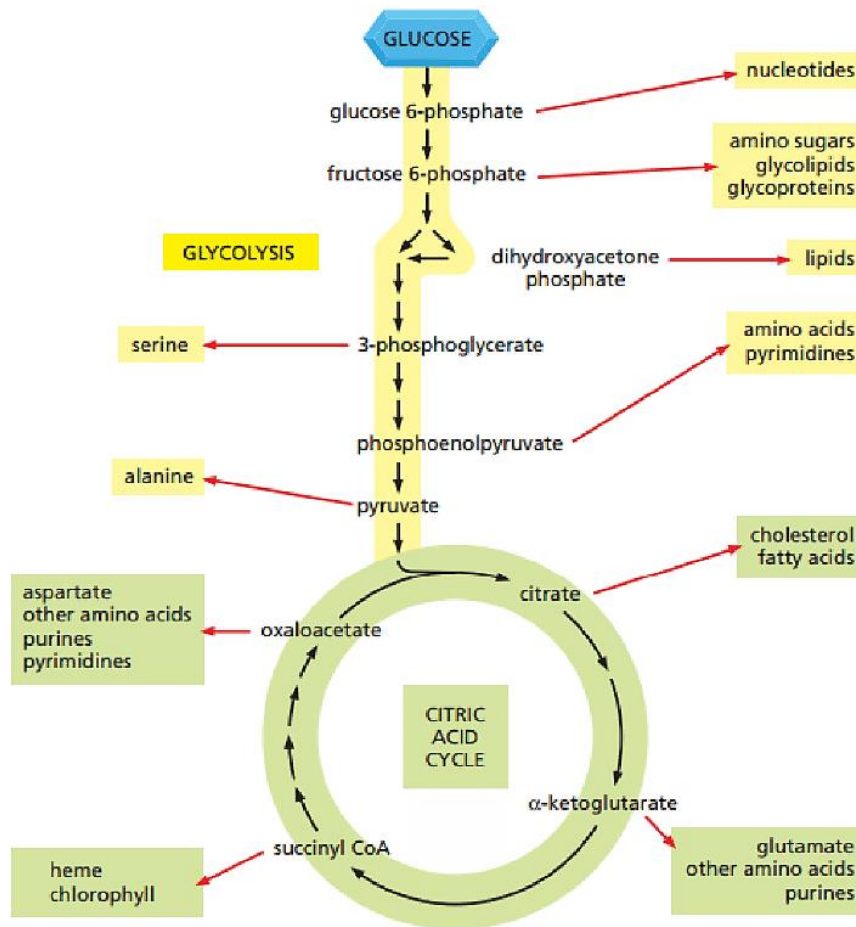 GLUCOSE
nucleotides
glucose 6-phosphate
amino sugars
glycolipids
glycoproteins
fructose 6-phosphate
GLYCOLYSIS
dihydroxyacetone
phosphate
lipids
serine
3-phosphoglycerate
amino acids
pyrimidines
phosphoenolpyruvate
alanine
pyruvate
cholesterol
fatty acids
citrate
aspartate
other amino acids
purines
pyrimidines
oxaloacetate
CITRIC
ACID
CYCLE
α-ketoglutarate
glutamate
other amino acids
purines
succinyl CoA
heme
chlorophyll